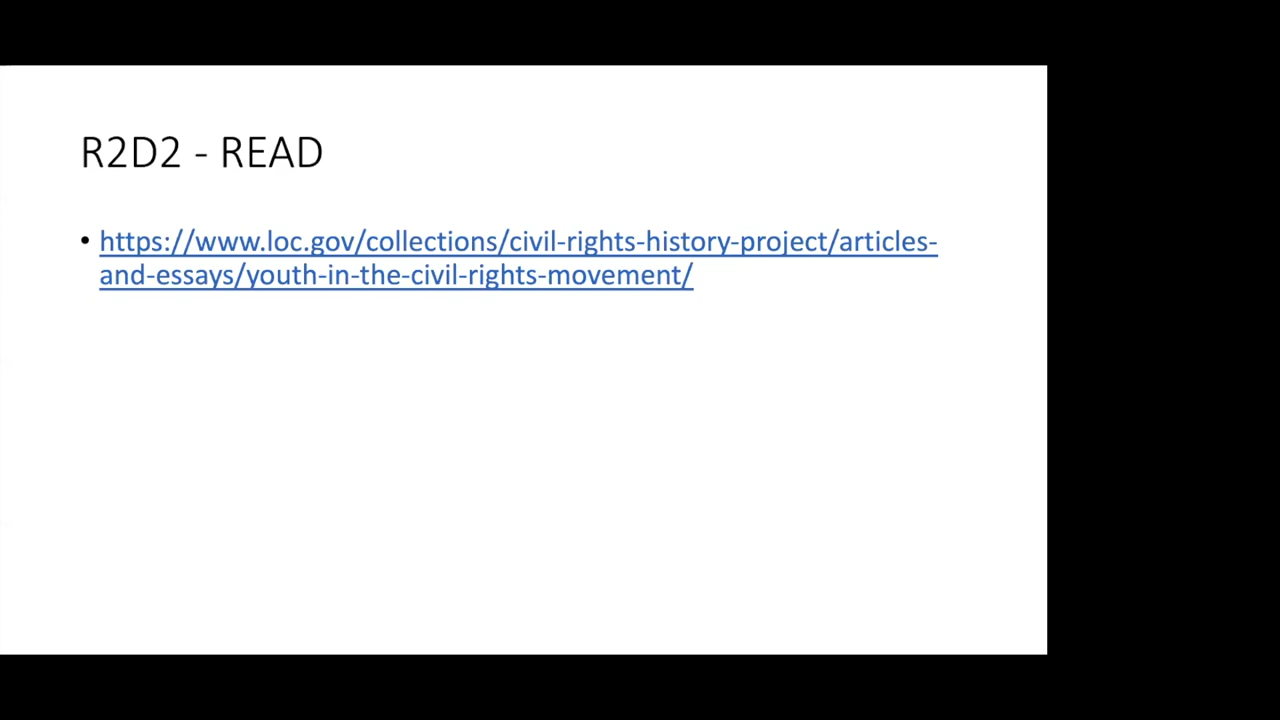 R2D2 - READ
• https://www.loc.gov/collections/civil-rights-history-project/articles-
and-essays/youth-in-the-civil-rights-movement/